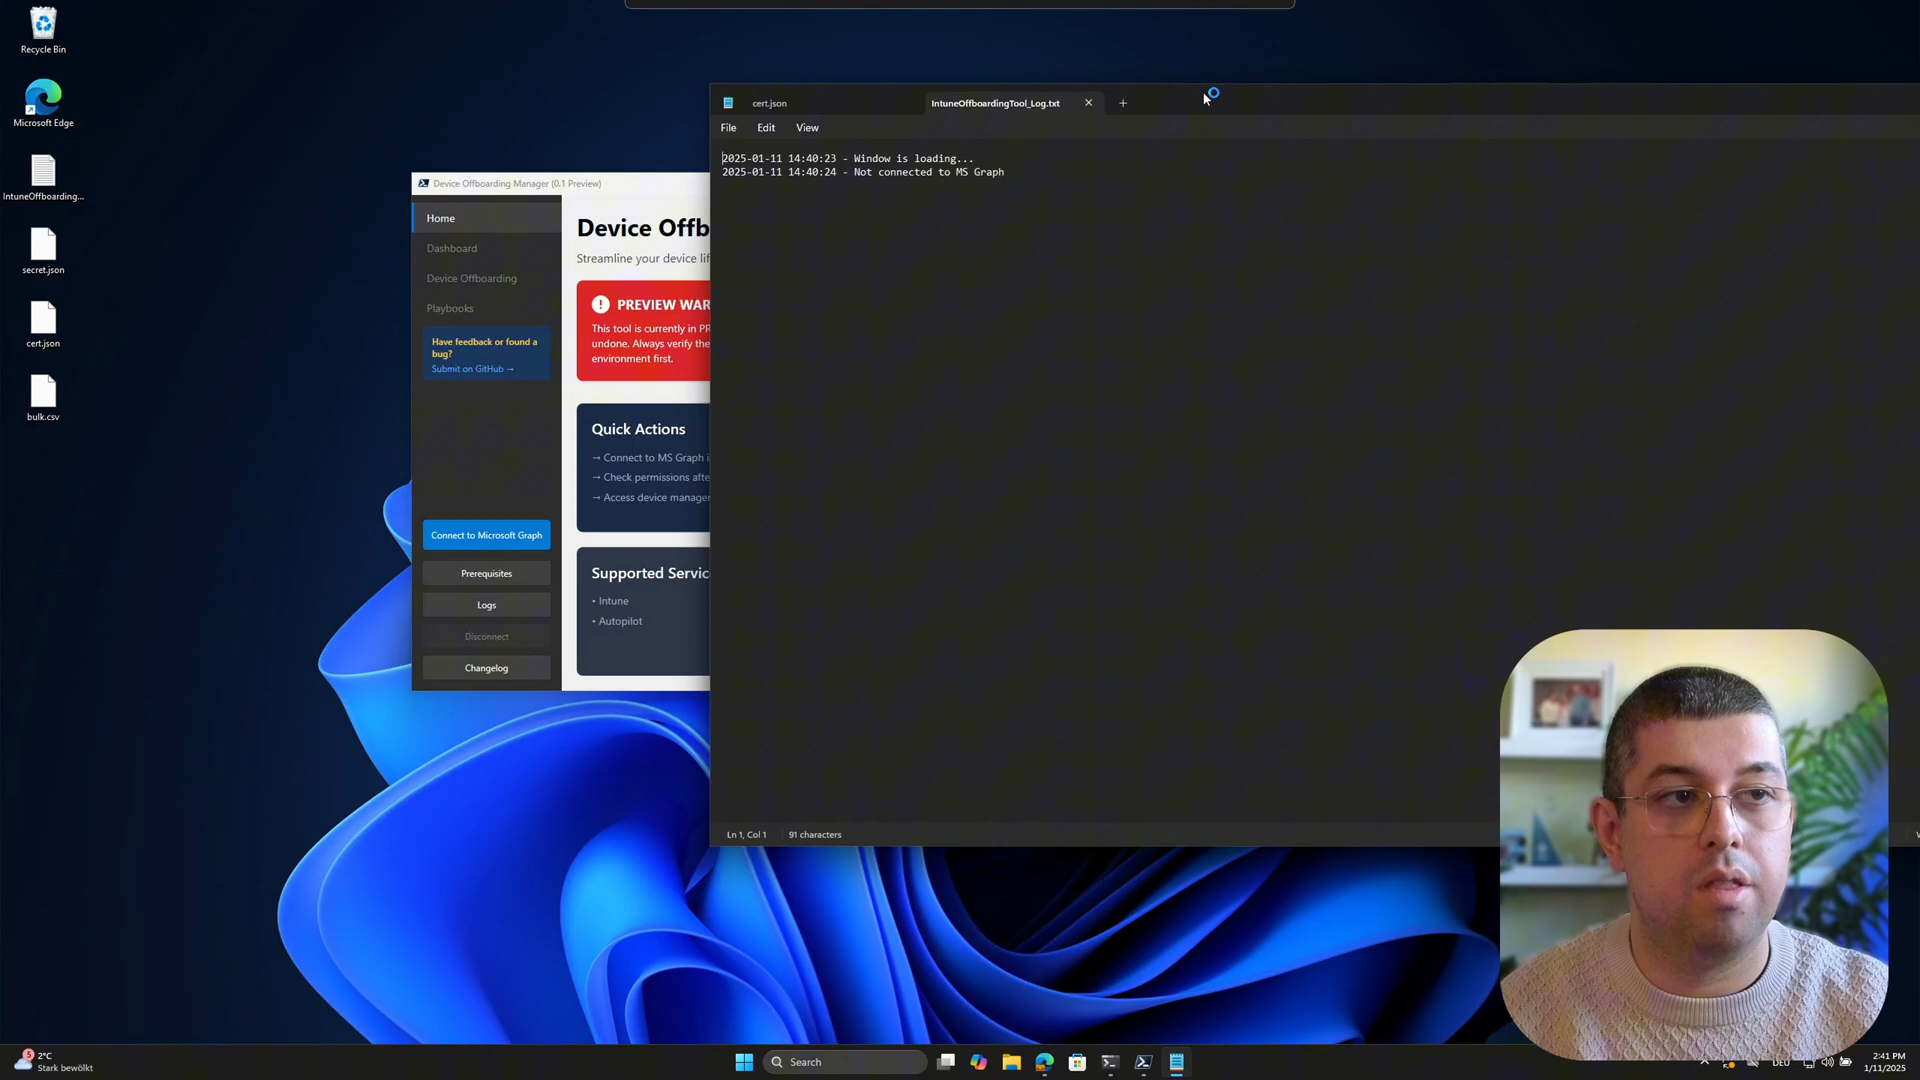 Recycle Bin
Microsoft Edge
IntuneOffboarding...
secret.json
cert.json
bulk.csv
Device Offboarding Manager (0.1 Preview)
Home
Dashboard
Device Offboarding
Playbooks
Have feedback or found a
bug?
Submit on GitHub →
Connect to Microsoft Graph
Prerequisites
Logs
Disconnect
Changelog
Device Offb
Streamline your device lif
PREVIEW WAR
This tool is currently in PR
undone. Always verify the
environment first.
Quick Actions
→ Connect to MS Graph i
→ Check permissions afte
→ Access device manager
Supported Servic
• Intune
• Autopilot
cert.json
IntuneOffboardingTool_Log.txt
File Edit View
2025-01-11 14:40:23 - Window is loading...
2025-01-11 14:40:24 - Not connected to MS Graph
Ln 1, Col 1
91 characters
5
2°C
Stark bewölkt
Search
DEU
2:41 PM
1/11/2025